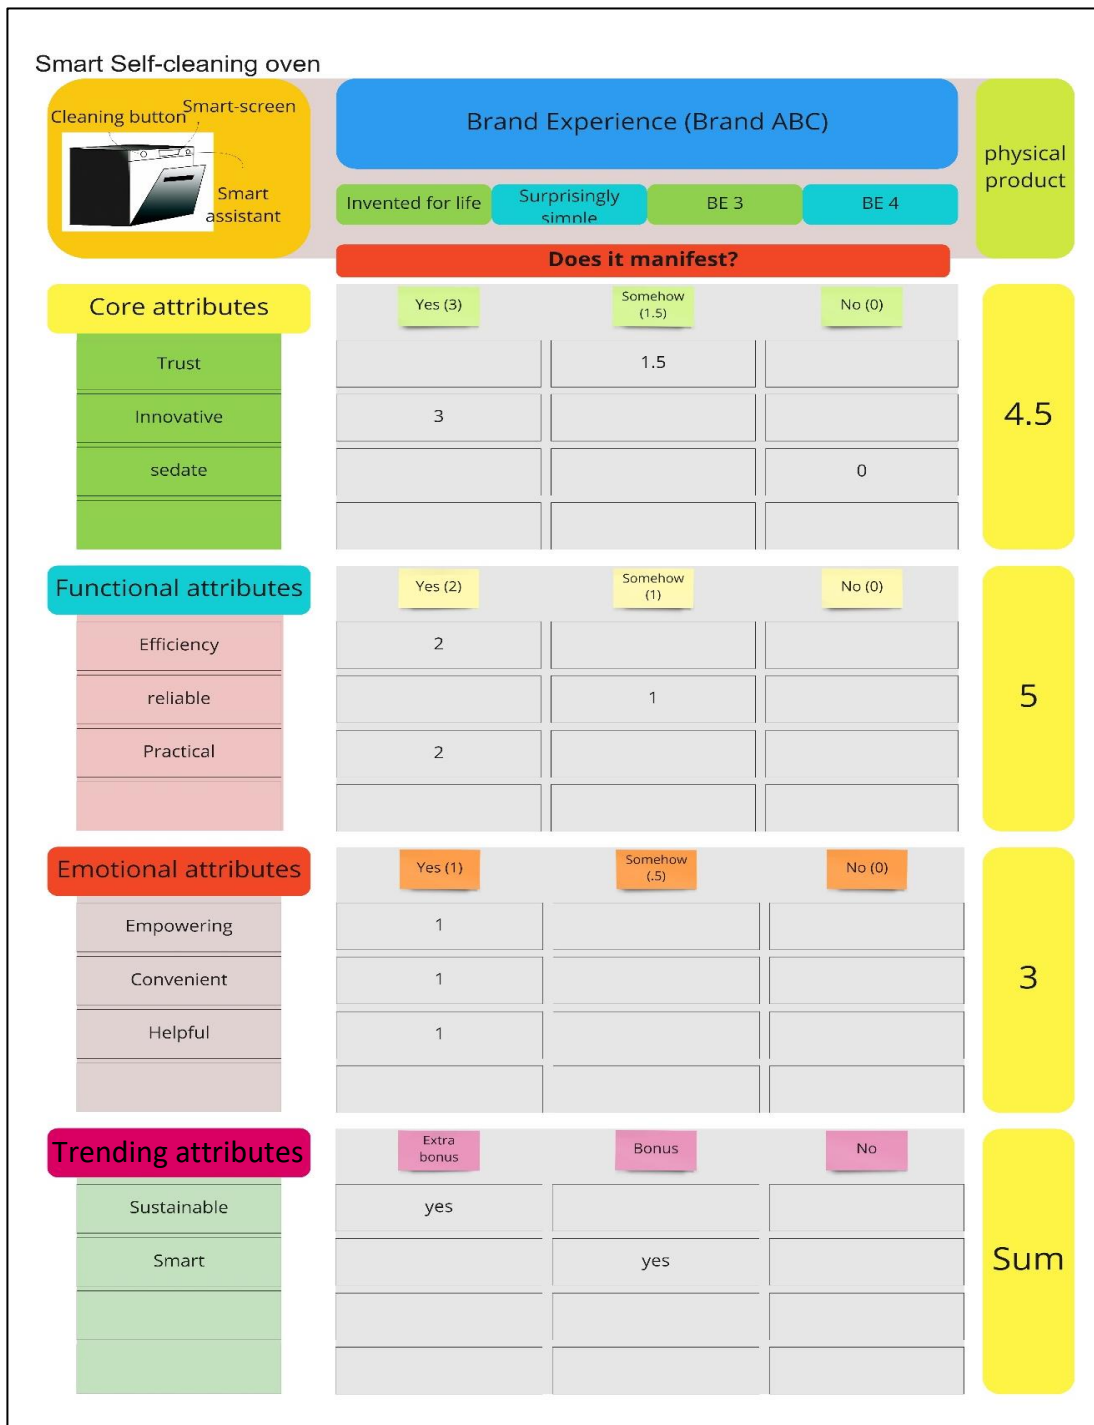 Smart Self-cleaning oven
Cleaning button
Smart-screen
Smart
assistant
Brand Experience (Brand ABC)
physical
product
Invented for life
Surprisingly
simple
BE 3
BE 4
Does it manifest?
Core attributes
Yes (3)
Somehow
(1.5)
No (0)
Trust
1.5
Innovative
3
sedate
0
4.5
Functional attributes
Yes (2)
Somehow
(1)
No (0)
Efficiency
2
reliable
1
Practical
2
5
Emotional attributes
Yes (1)
Somehow
(.5)
No (0)
Empowering
1
Convenient
1
Helpful
1
3
Trending attributes
Extra
bonus
Bonus
No
Sustainable
yes
Smart
yes
Sum